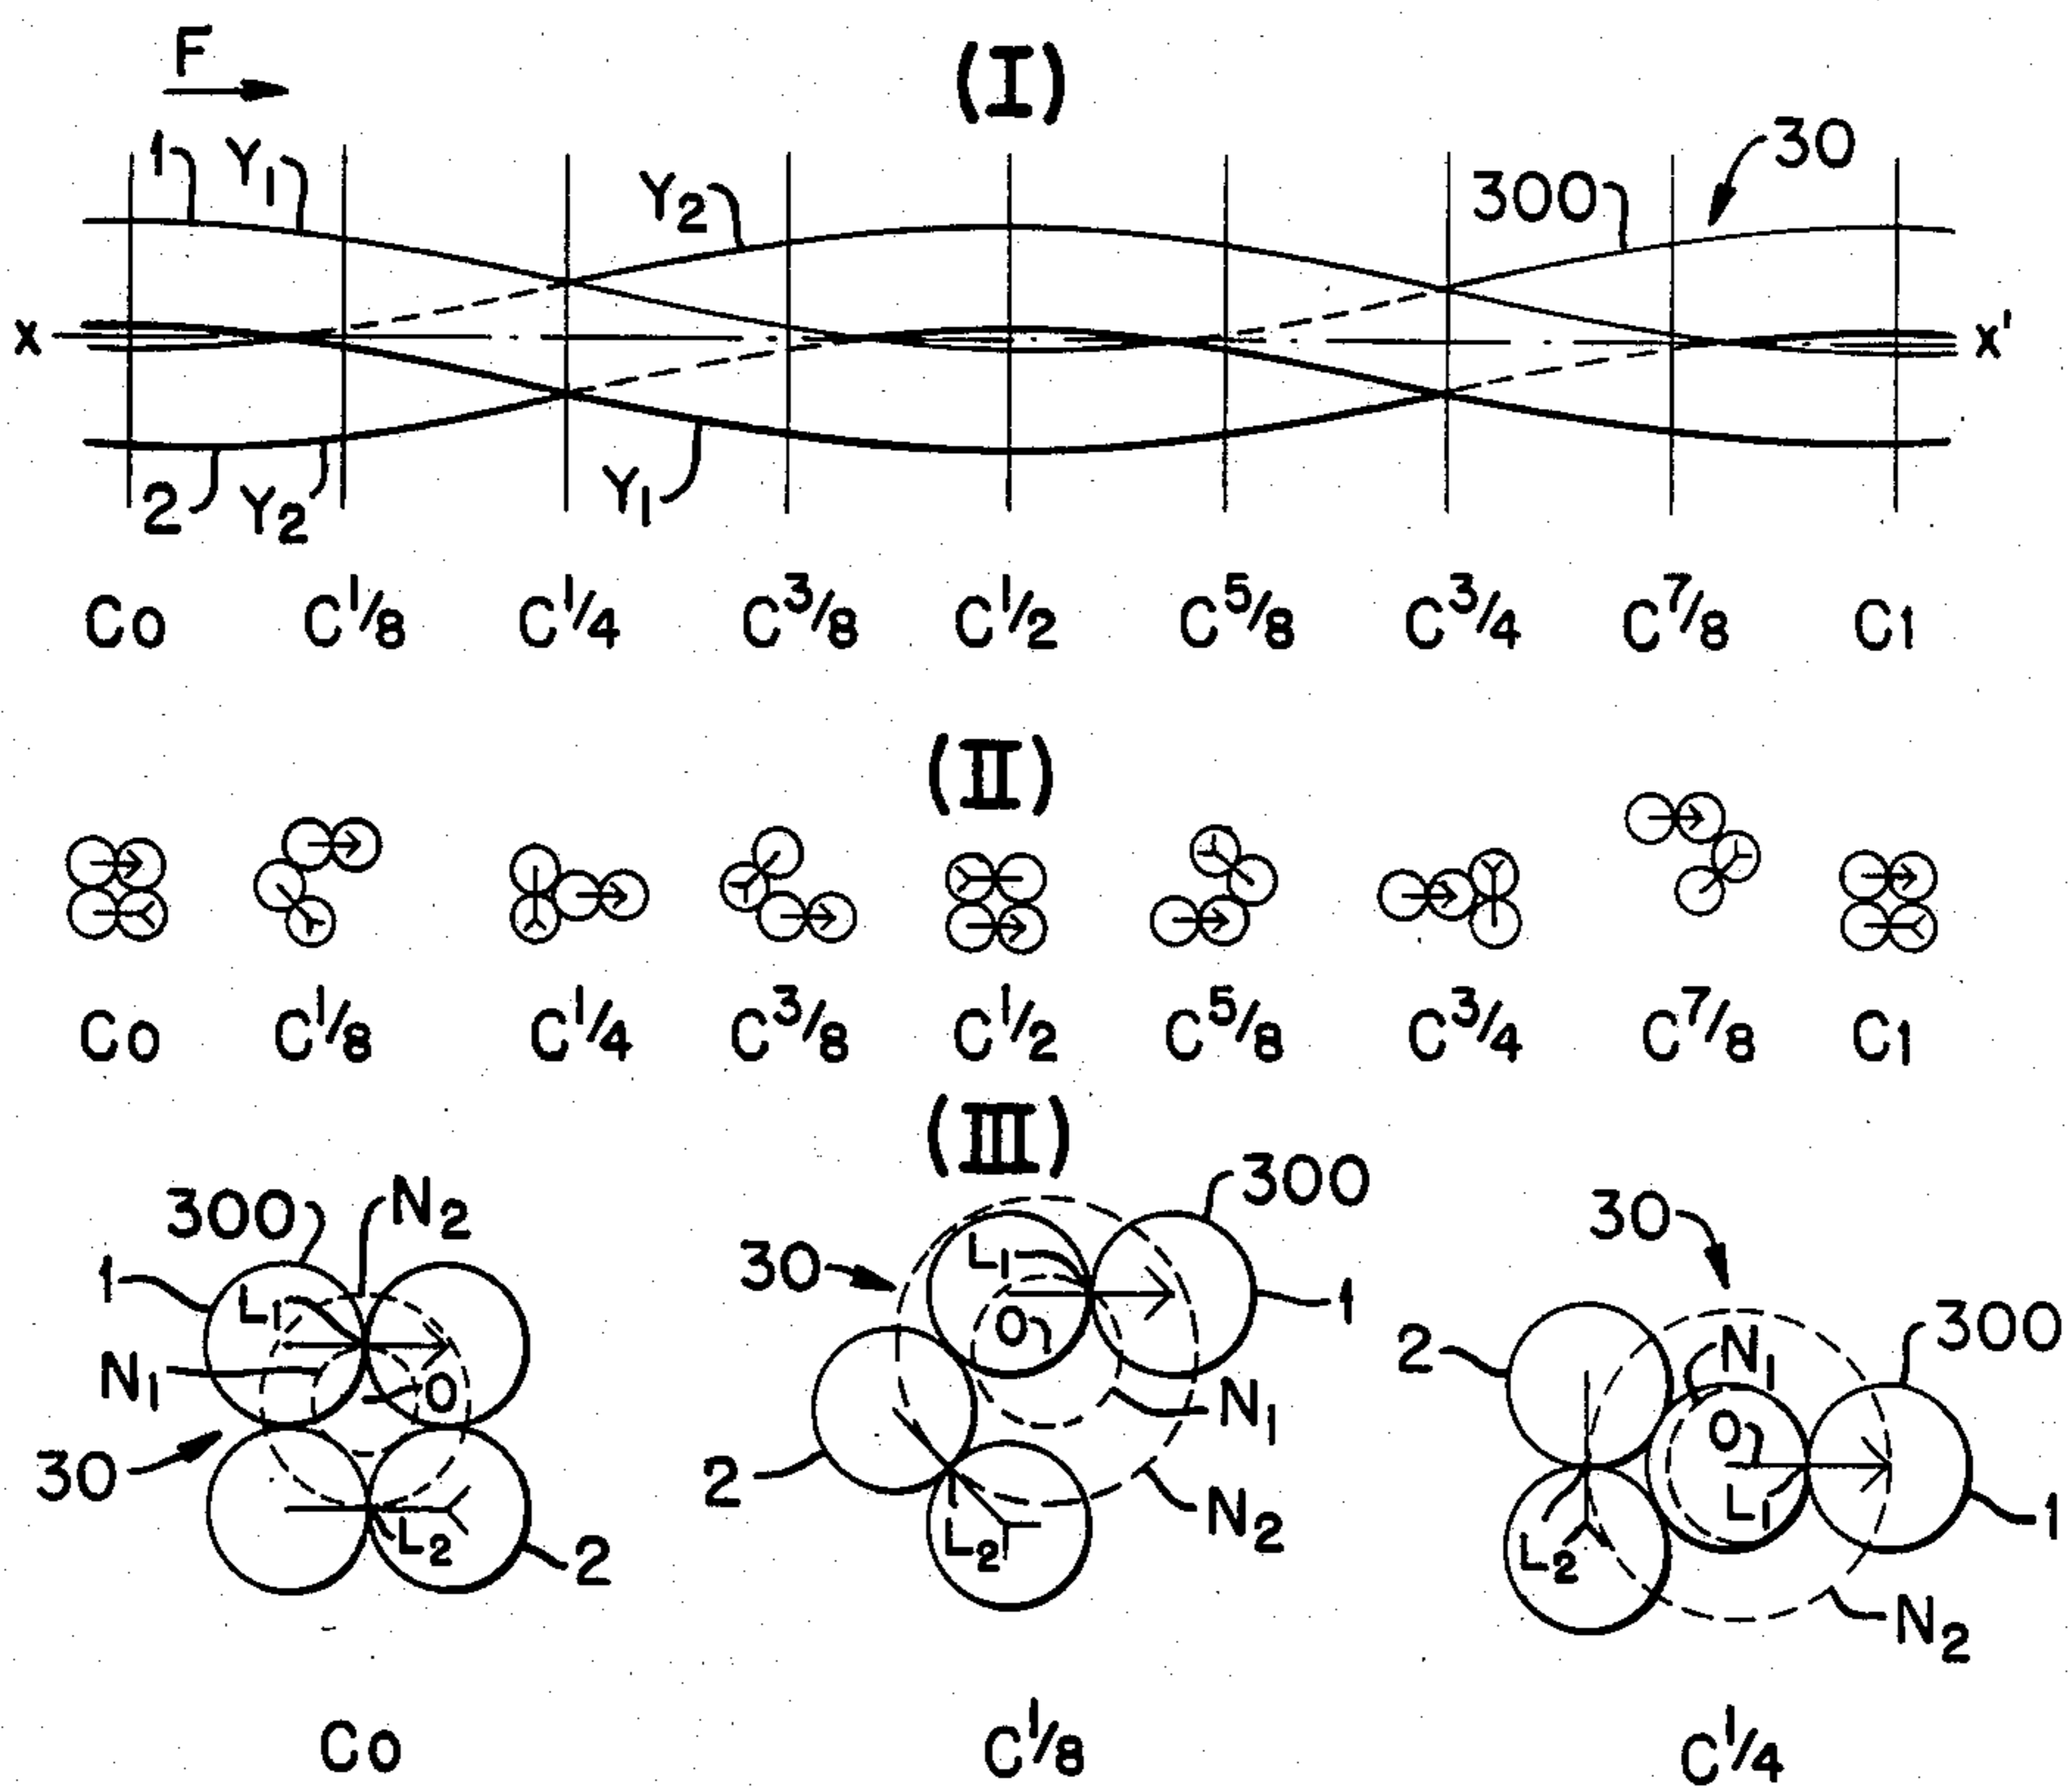 F
(I)
1 Y1 Y2 300 30
X X'
2 Y2 Y1
Co C1/8 C1/4 C3/8 C1/2 C5/8 C3/4 C7/8 C1
(II)
Co C1/8 C1/4 C3/8 C1/2 C5/8 C3/4 C7/8 C1
(III)
300 N2
1 L1
N1 O
30
L2 2
Co
300
30 L1
O 1
N1
2 L2 N2
C1/8
30
2 N1 300
O
L1 1
L2
N2
C1/4